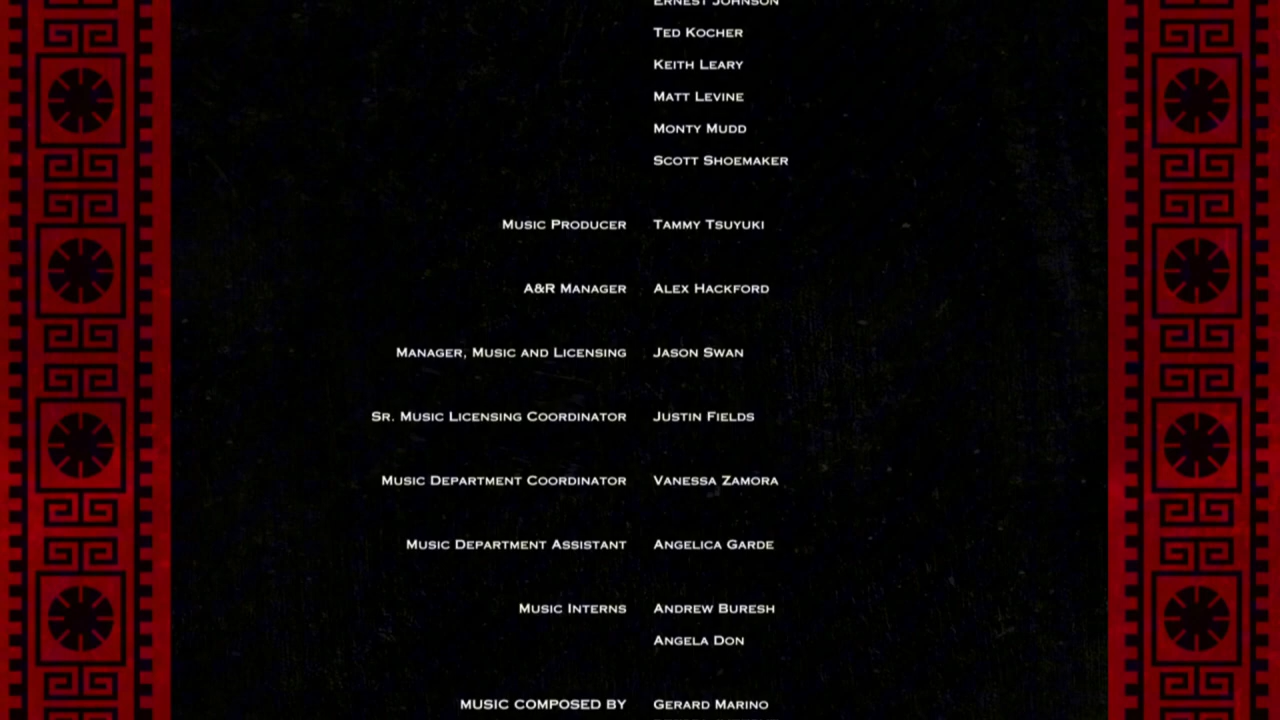 Ernest Johnson
Ted Kocher
Keith Leary
Matt Levine
Monty Mudd
Scott Shoemaker
Music Producer Tammy Tsuyuki
A&R Manager Alex Hackford
Manager, Music and Licensing Jason Swan
Sr. Music Licensing Coordinator Justin Fields
Music Department Coordinator Vanessa Zamora
Music Department Assistant Angelica Garde
Music Interns Andrew Buresh
Angela Don
MUSIC COMPOSED BY Gerard Marino